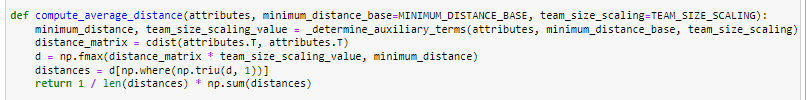 def compute_average_distance(attributes, minimum_distance_base=MINIMUM_DISTANCE_BASE, team_size_scaling=TEAM_SIZE_SCALING):
    minimum_distance, team_size_scaling_value = _determine_auxiliary_terms(attributes, minimum_distance_base, team_size_scaling)
    distance_matrix = cdist(attributes.T, attributes.T)
    d = np.fmax(distance_matrix * team_size_scaling_value, minimum_distance)
    distances = d[np.where(np.triu(d, 1))]
    return 1 / len(distances) * np.sum(distances)